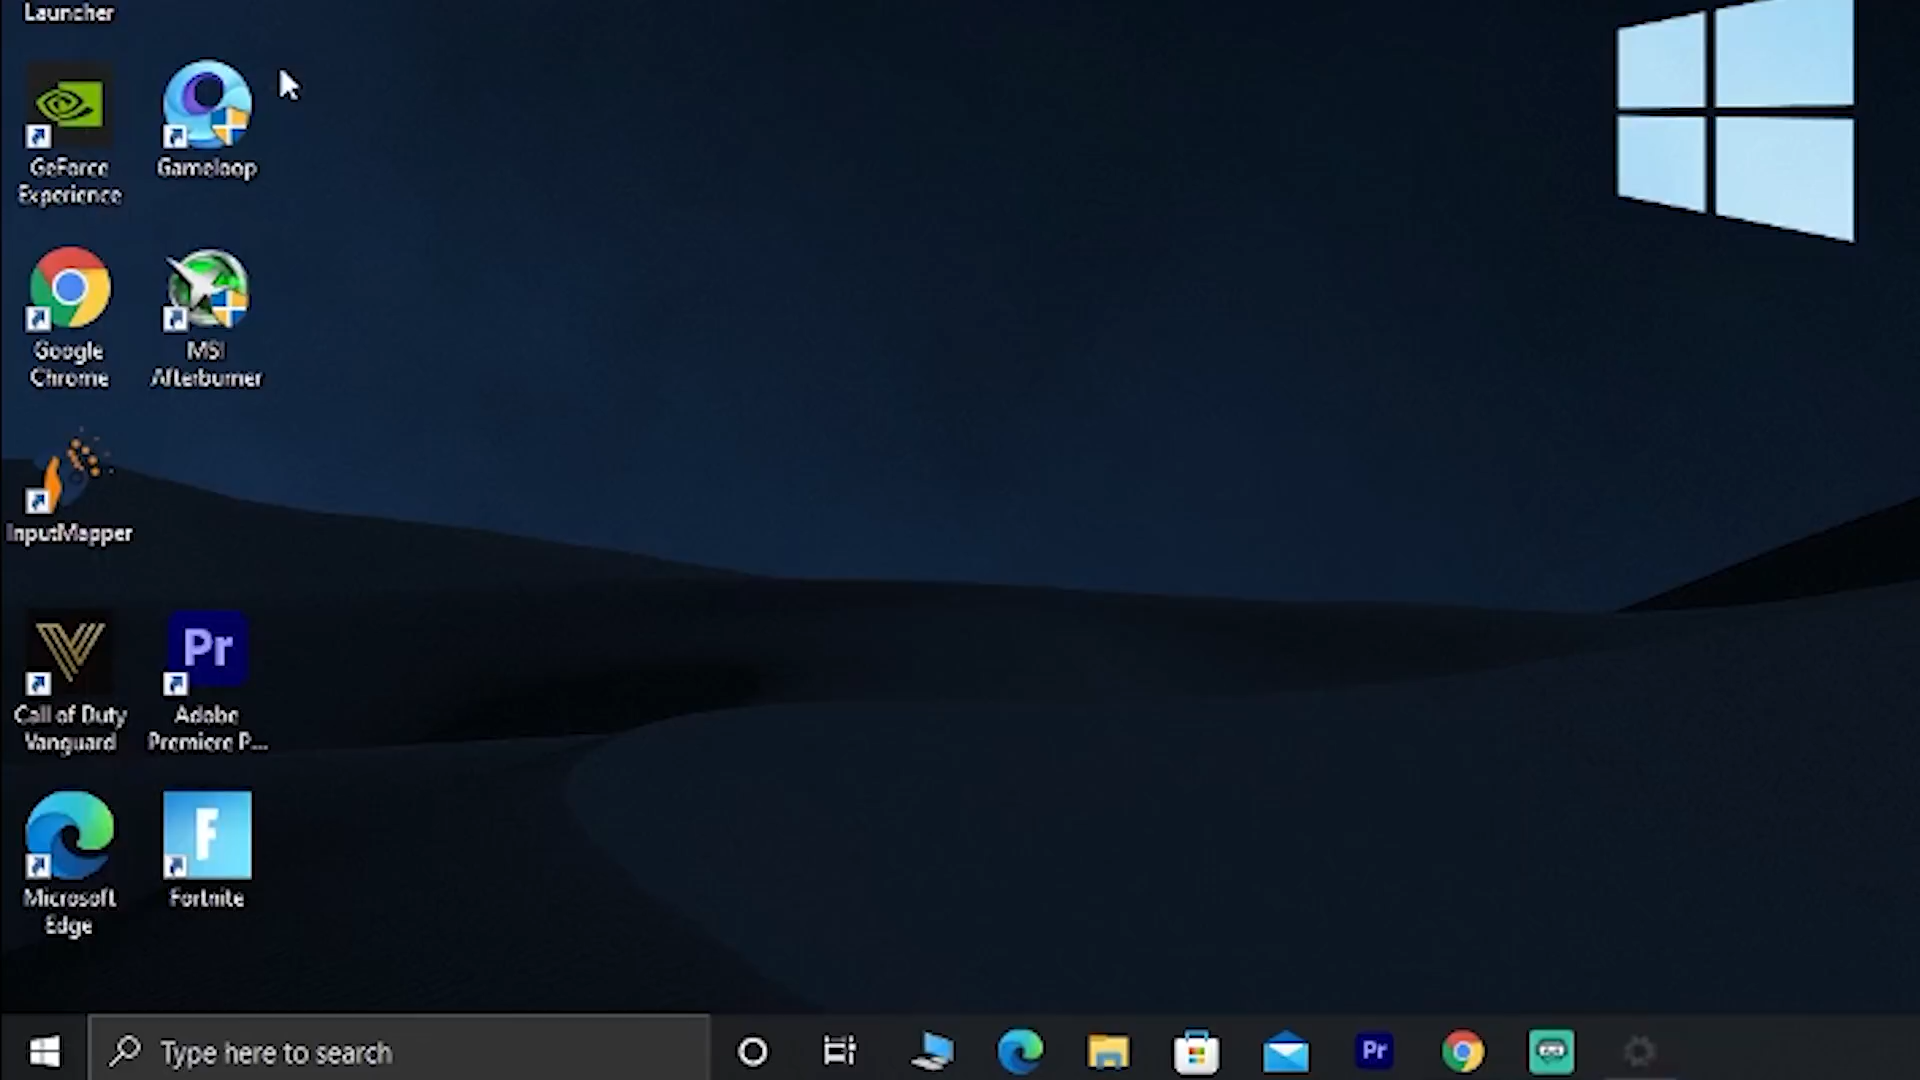 Launcher
GeForce
Experience
Gameloop
Google
Chrome
MSI
Afterburner
InputMapper
Call of Duty
Vanguard
Pr
Adobe
Premiere P...
Microsoft
Edge
F
Fortnite
Type here to search
Pr